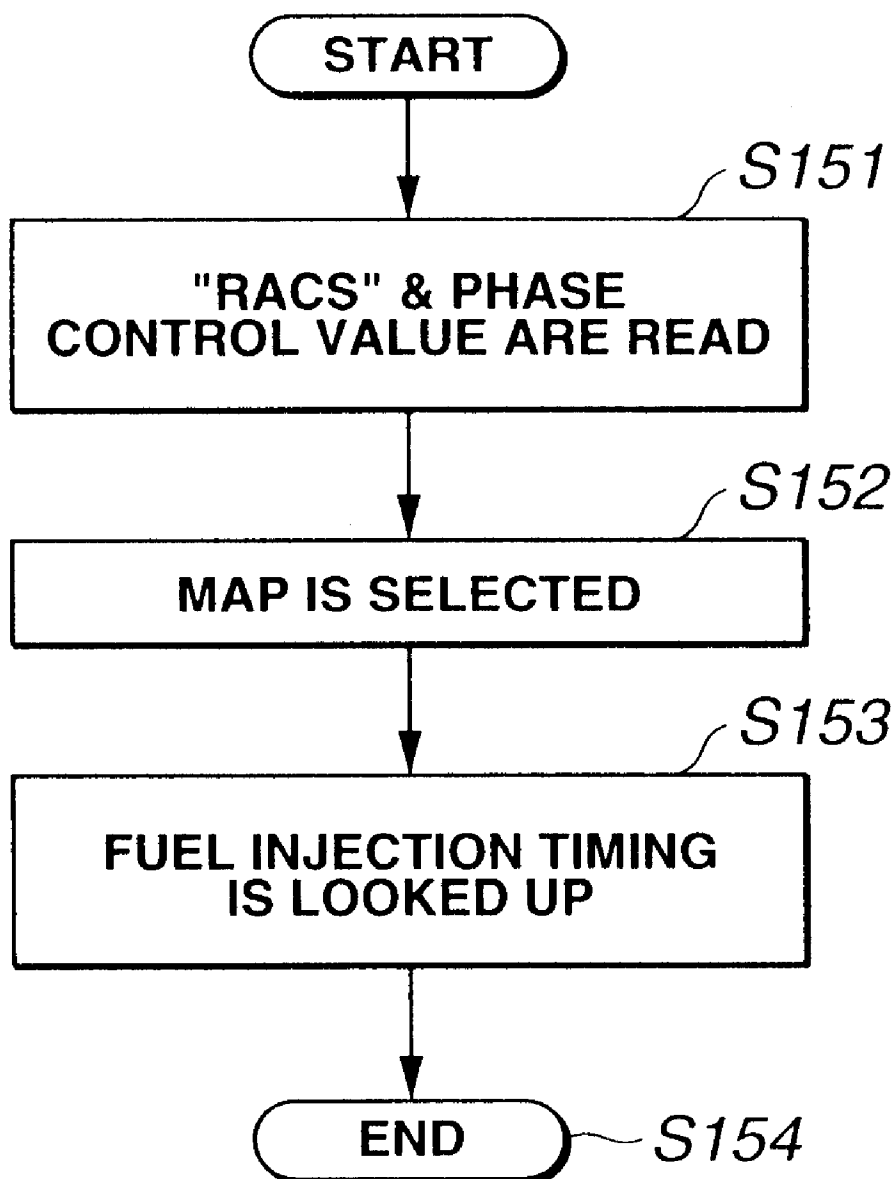 START
S151
"RACS" & PHASE
CONTROL VALUE ARE READ
S152
MAP IS SELECTED
S153
FUEL INJECTION TIMING
IS LOOKED UP
END
S154